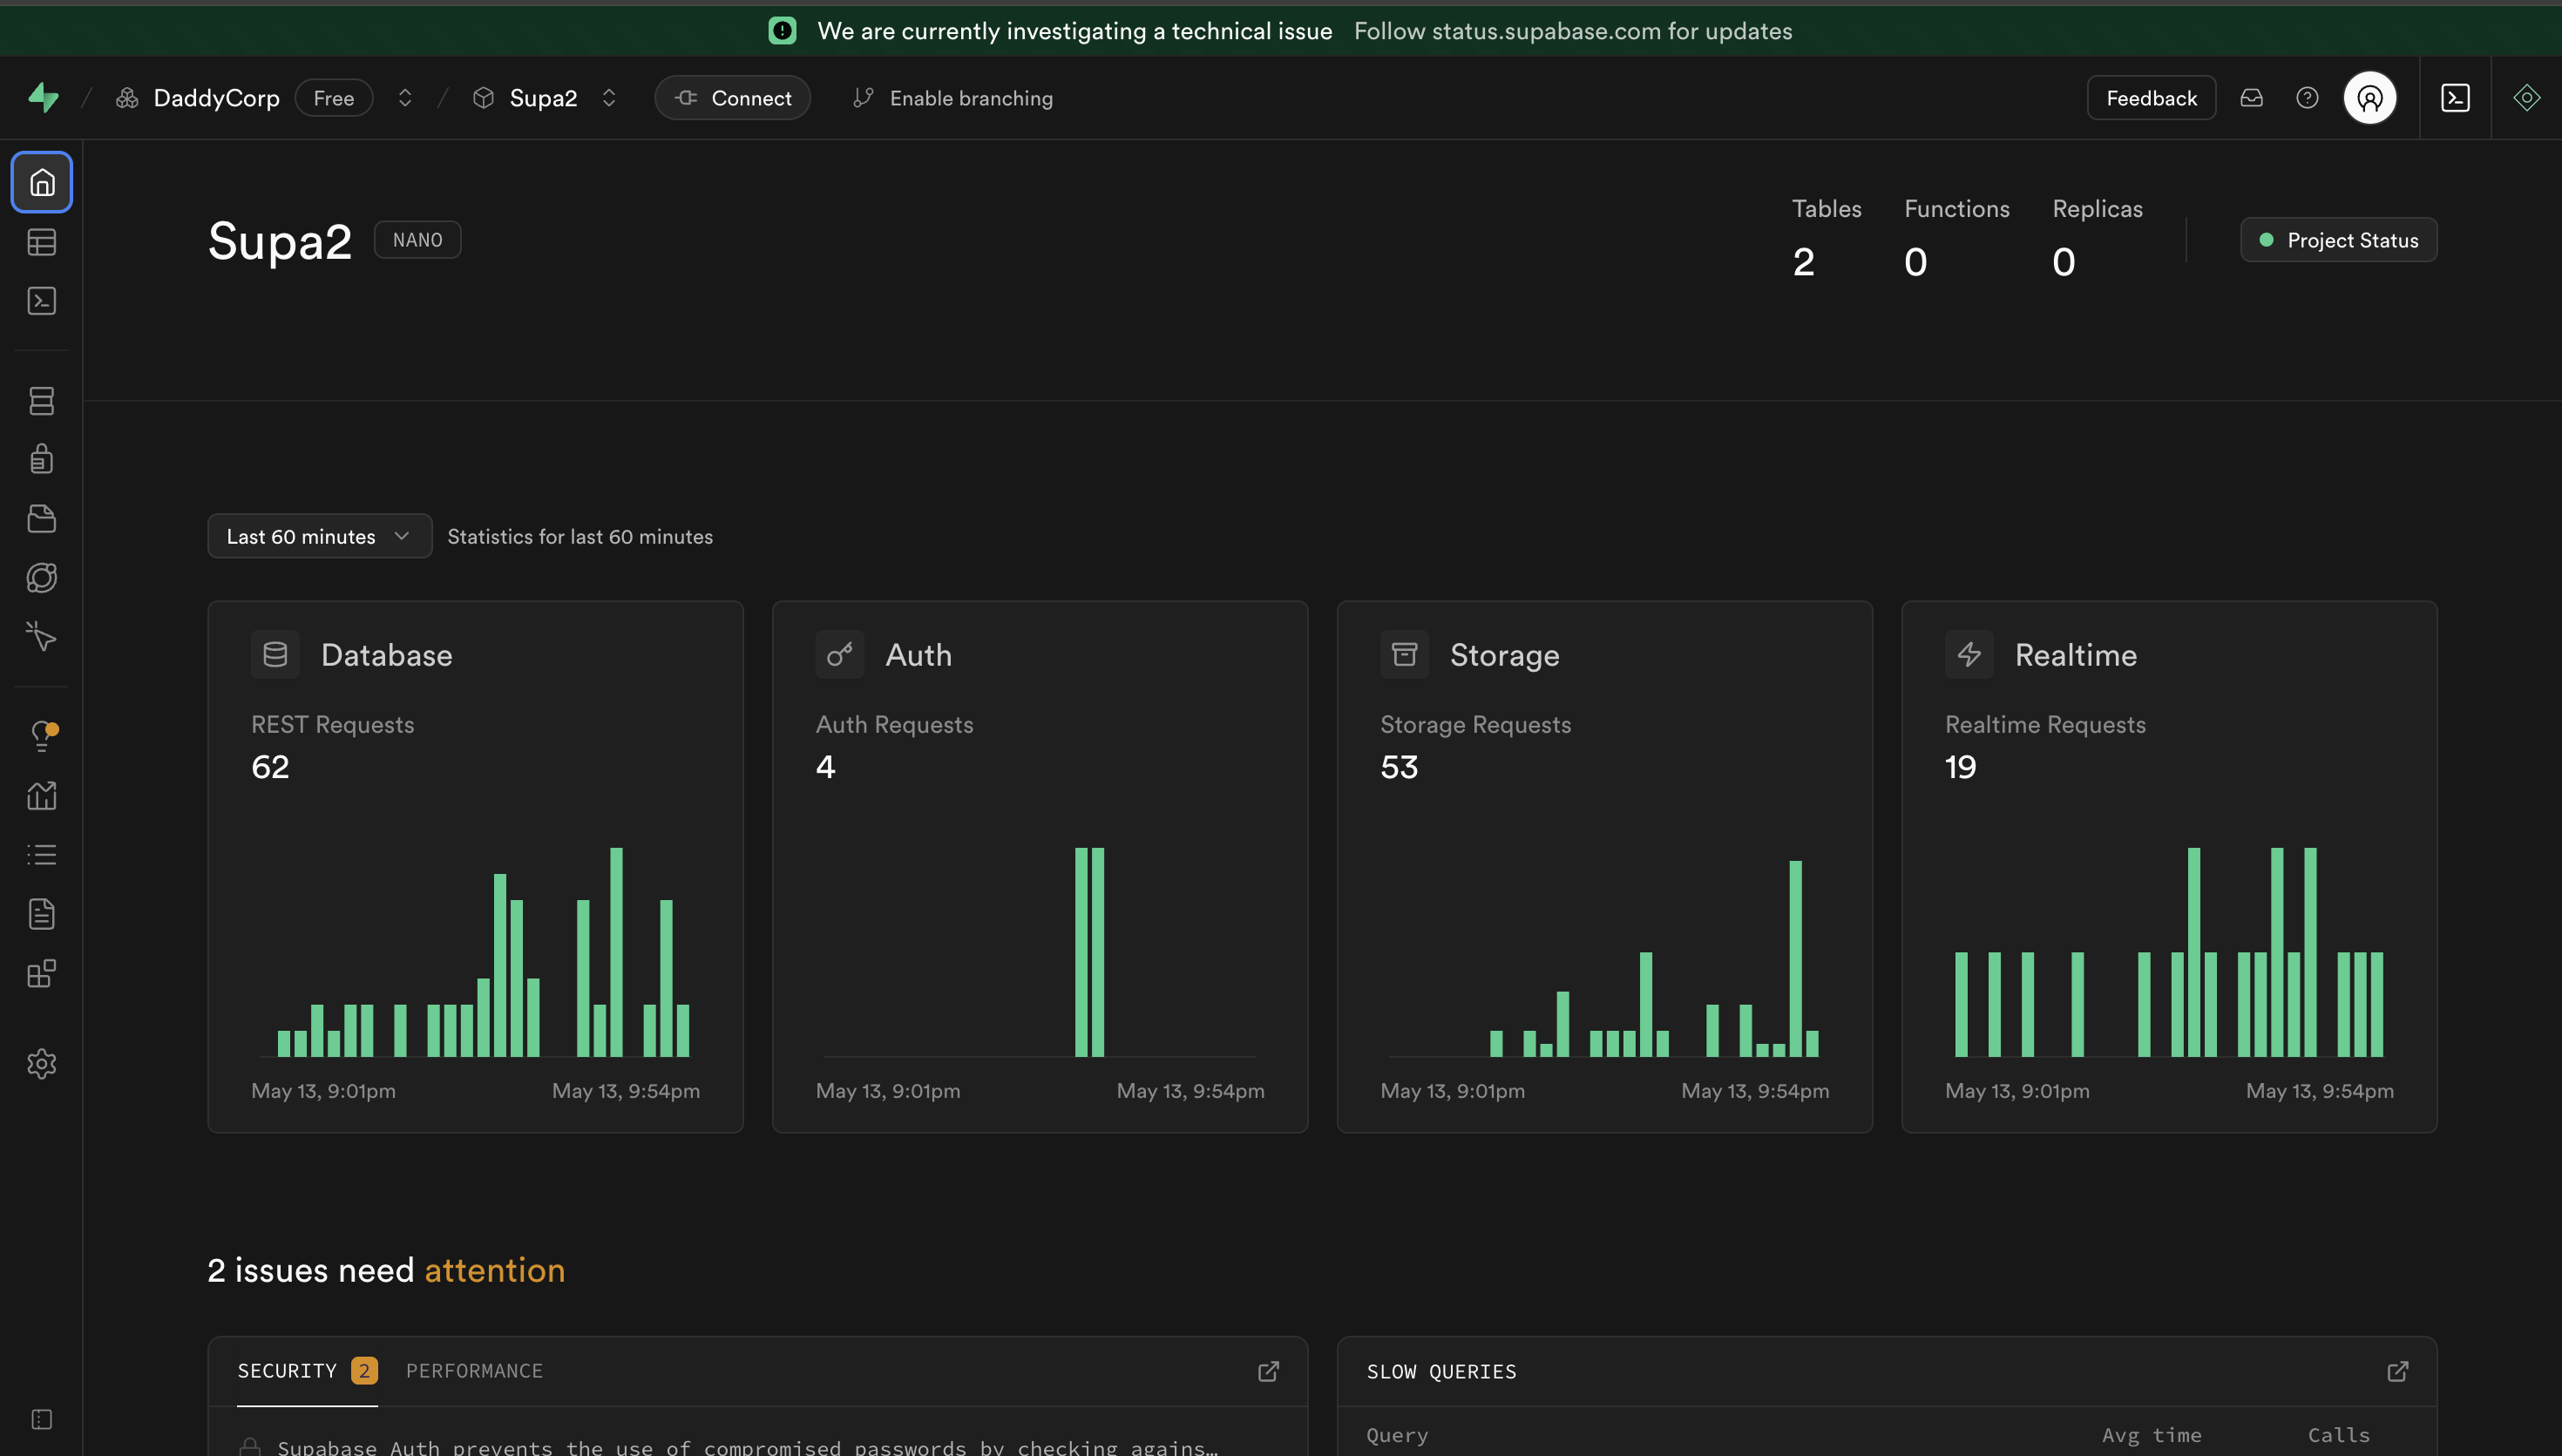 We are currently investigating a technical issue Follow status.supabase.com for updates
DaddyCorp Free Supa2 Connect Enable branching Feedback
Supa2 NANO
Tables Functions Replicas
2 0 0
Project Status
Last 60 minutes Statistics for last 60 minutes
Database
REST Requests
62
May 13, 9:01pm May 13, 9:54pm
Auth
Auth Requests
4
May 13, 9:01pm May 13, 9:54pm
Storage
Storage Requests
53
May 13, 9:01pm May 13, 9:54pm
Realtime
Realtime Requests
19
May 13, 9:01pm May 13, 9:54pm
2 issues need attention
SECURITY 2 PERFORMANCE
Supabase Auth prevents the use of compromised passwords by checking agains…
SLOW QUERIES
Query Avg time Calls